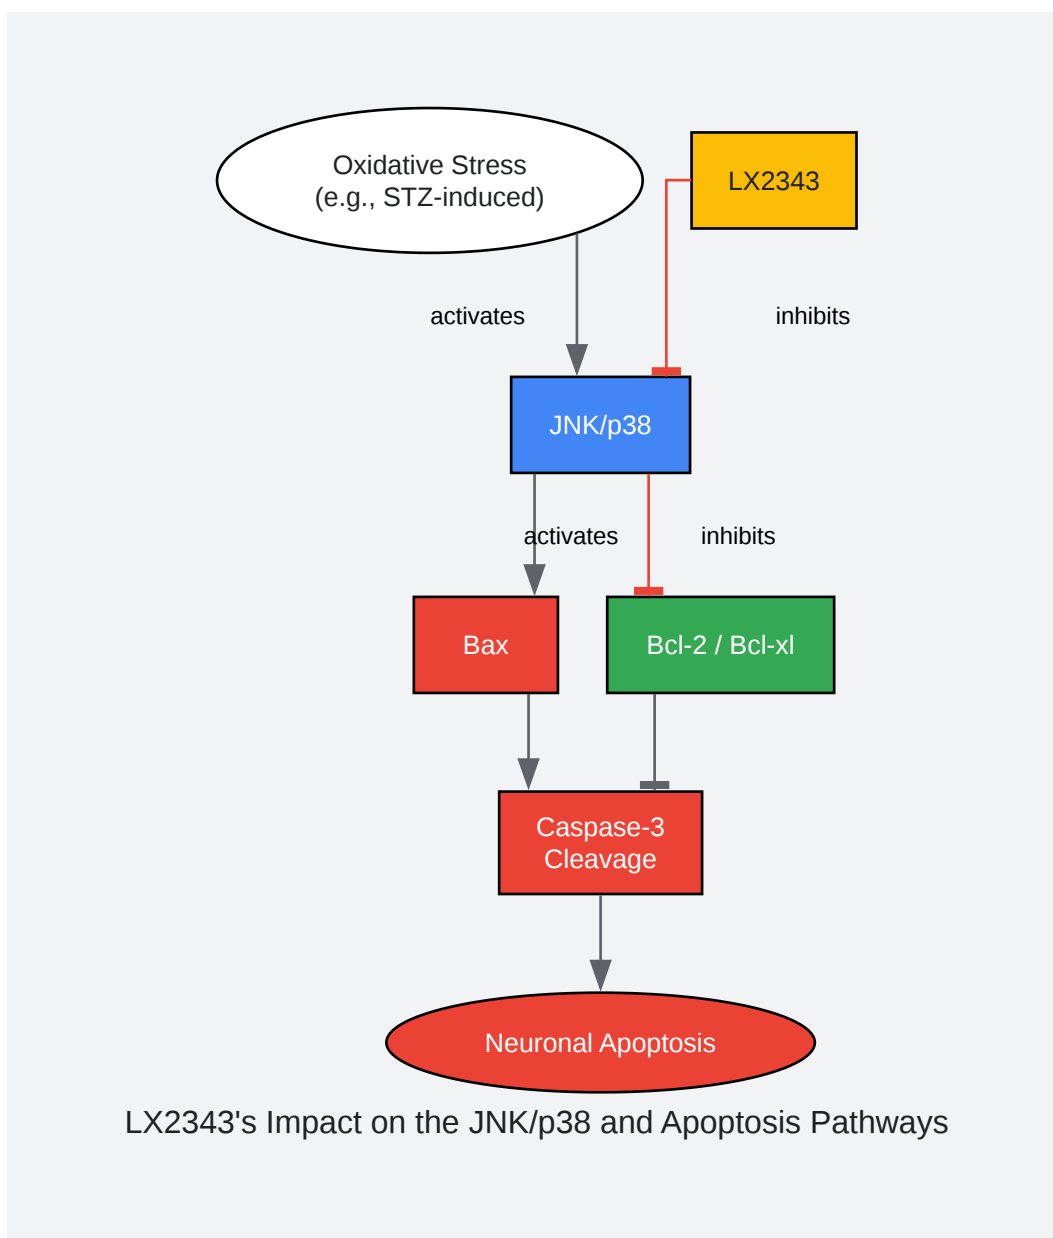 Oxidative Stress
(e.g., STZ-induced)
LX2343
activates
inhibits
JNK/p38
activates
inhibits
Bax
Bcl-2 / Bcl-xl
Caspase-3
Cleavage
Neuronal Apoptosis
LX2343's Impact on the JNK/p38 and Apoptosis Pathways